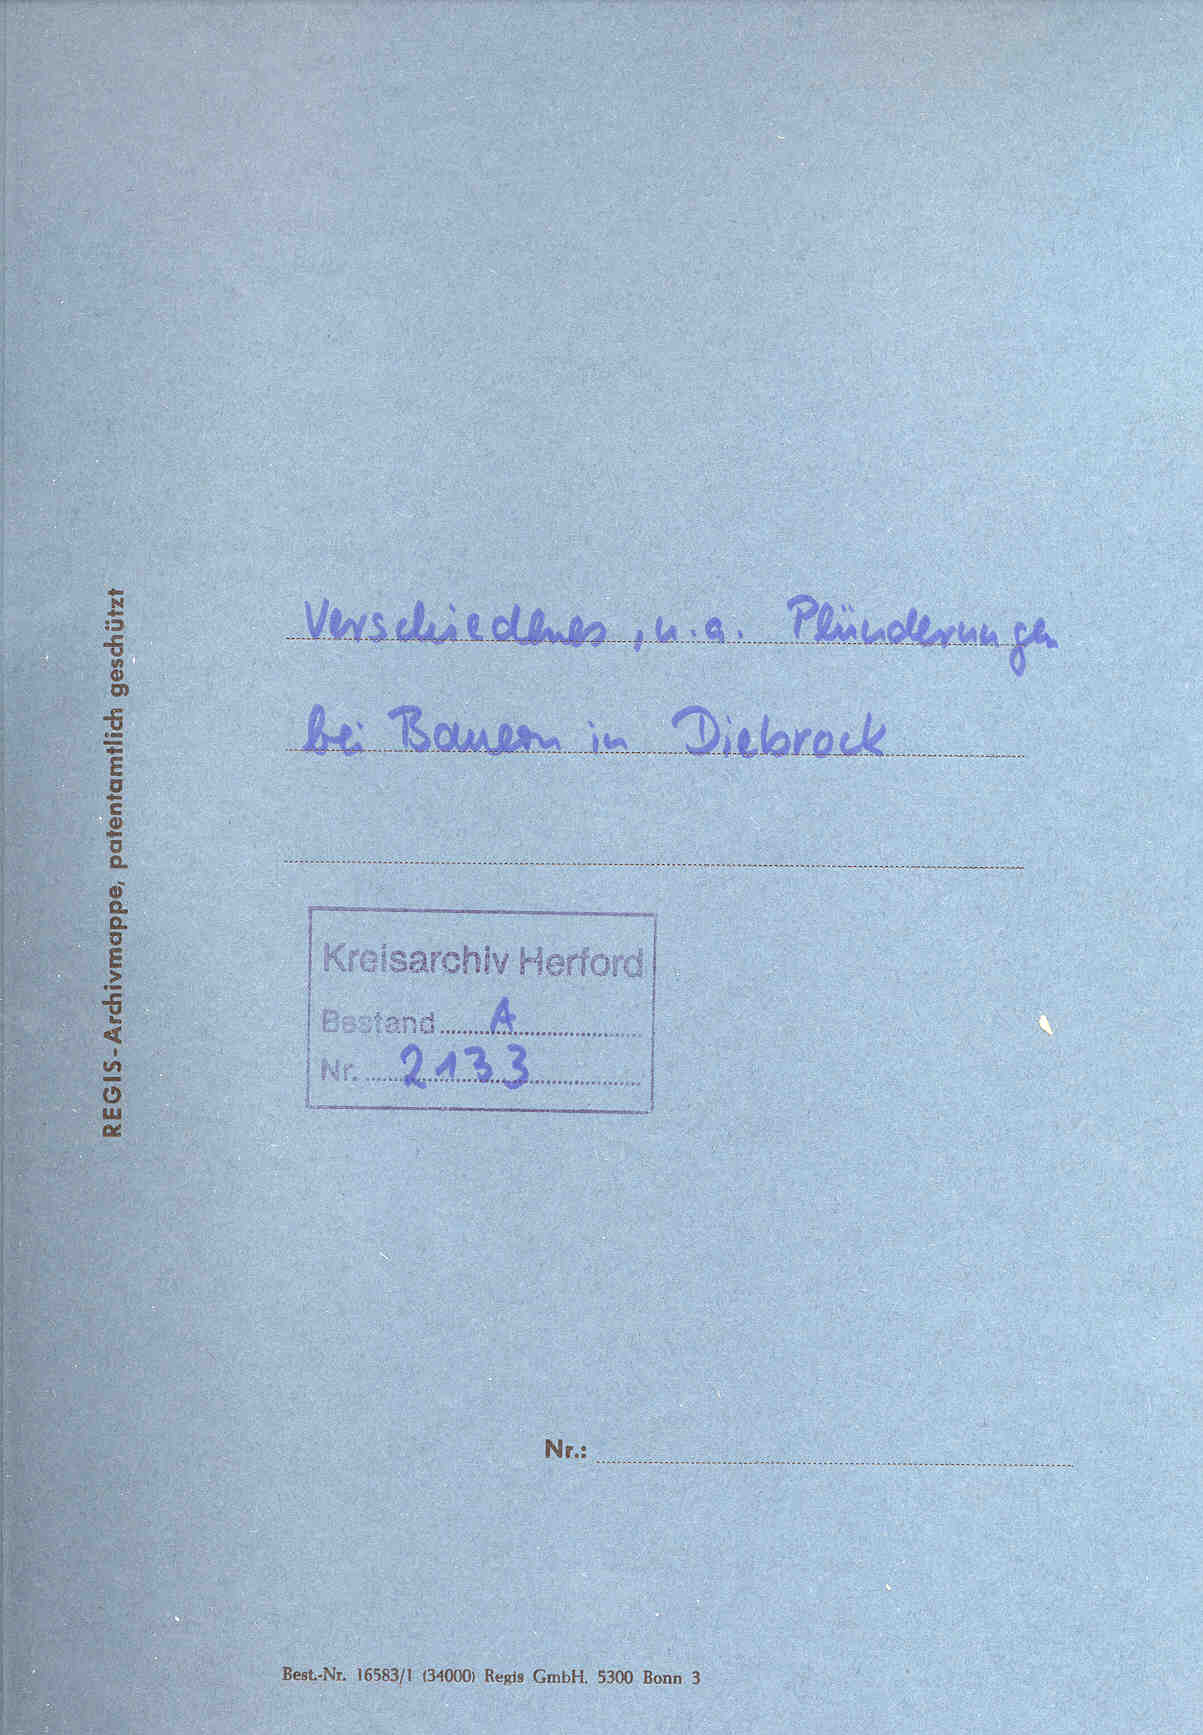 Verschiedenes, u.a. Plünderungen
bei Bauern in Diebrock
REGIS-Archivmappe, patentamtlich geschützt
Kreisarchiv Herford
Bestand A
Nr. 2133
Nr.:
Best.-Nr. 16583/1 (34000) Regis GmbH. 5300 Bonn 3